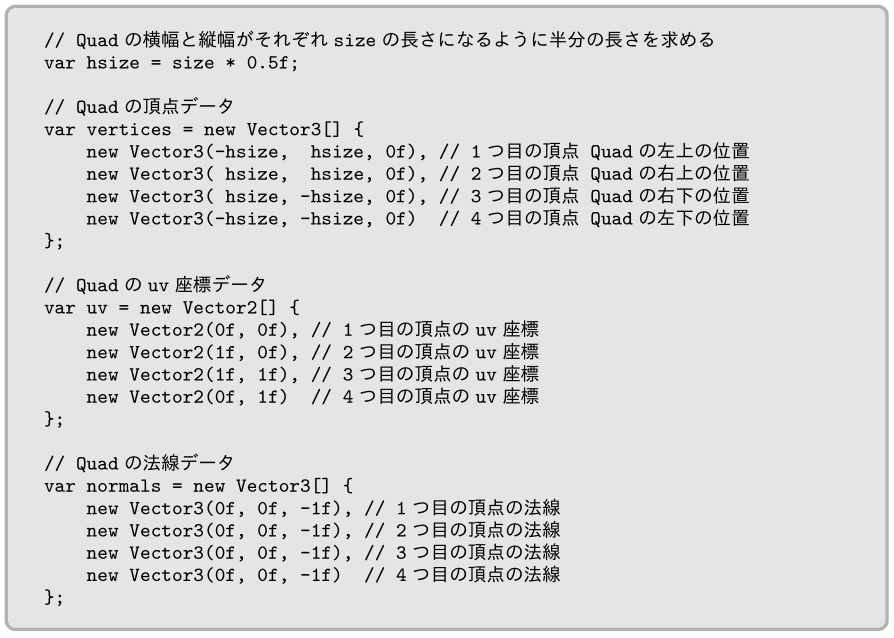 // Quad の横幅と縦幅がそれぞれ size の長さになるように半分の長さを求める
var hsize = size * 0.5f;

// Quad の頂点データ
var vertices = new Vector3[] {
    new Vector3(-hsize,  hsize, 0f), // 1 つ目の頂点 Quad の左上の位置
    new Vector3( hsize,  hsize, 0f), // 2 つ目の頂点 Quad の右上の位置
    new Vector3( hsize, -hsize, 0f), // 3 つ目の頂点 Quad の右下の位置
    new Vector3(-hsize, -hsize, 0f)  // 4 つ目の頂点 Quad の左下の位置
};

// Quad の uv 座標データ
var uv = new Vector2[] {
    new Vector2(0f, 0f), // 1 つ目の頂点の uv 座標
    new Vector2(1f, 0f), // 2 つ目の頂点の uv 座標
    new Vector2(1f, 1f), // 3 つ目の頂点の uv 座標
    new Vector2(0f, 1f)  // 4 つ目の頂点の uv 座標
};

// Quad の法線データ
var normals = new Vector3[] {
    new Vector3(0f, 0f, -1f), // 1 つ目の頂点の法線
    new Vector3(0f, 0f, -1f), // 2 つ目の頂点の法線
    new Vector3(0f, 0f, -1f), // 3 つ目の頂点の法線
    new Vector3(0f, 0f, -1f)  // 4 つ目の頂点の法線
};